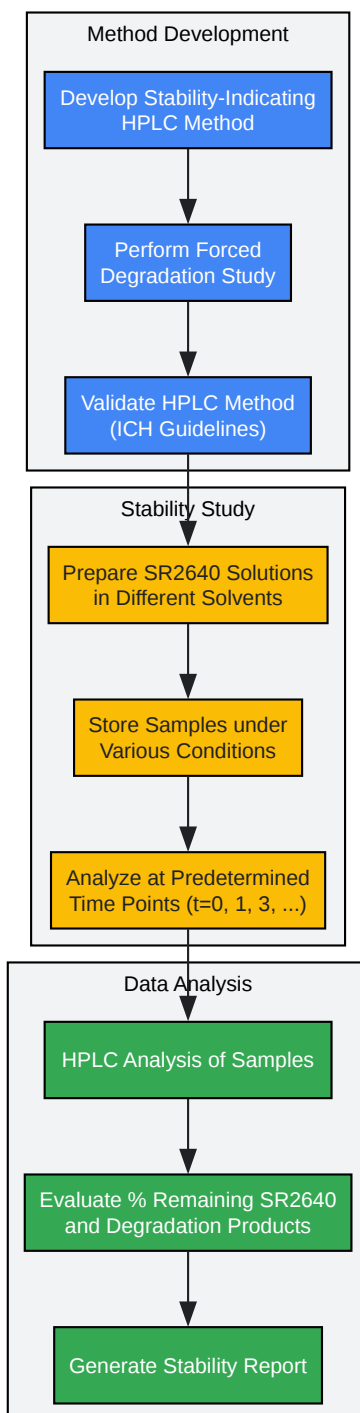 Method Development
Develop Stability-Indicating
HPLC Method
Perform Forced
Degradation Study
Validate HPLC Method
(ICH Guidelines)
Stability Study
Prepare SR2640 Solutions
in Different Solvents
Store Samples under
Various Conditions
Analyze at Predetermined
Time Points (t=0, 1, 3, ...)
Data Analysis
HPLC Analysis of Samples
Evaluate % Remaining SR2640
and Degradation Products
Generate Stability Report